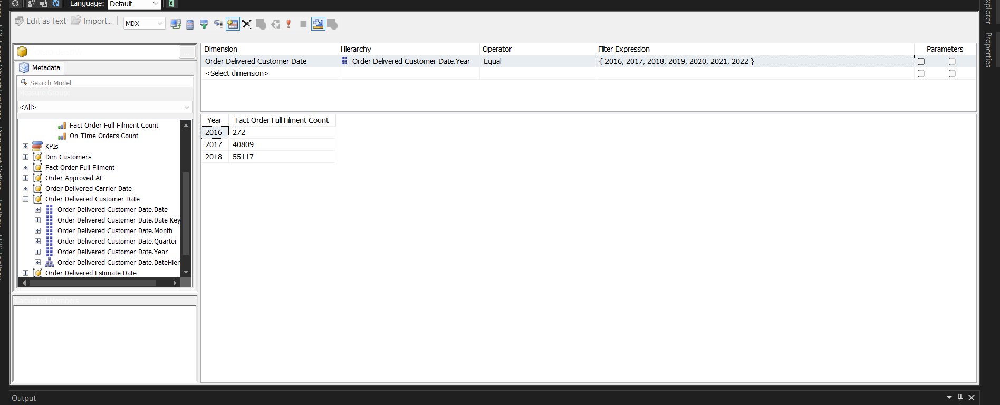 Language: Default
Edit as Text Import... MDX
Metadata
Search Model
Measure Group:
<All>
Fact Order Full Filment Count
On-Time Orders Count
KPIs
Dim Customers
Fact Order Full Filment
Order Approved At
Order Delivered Carrier Date
Order Delivered Customer Date
Order Delivered Customer Date.Date
Order Delivered Customer Date.Date Key
Order Delivered Customer Date.Month
Order Delivered Customer Date.Quarter
Order Delivered Customer Date.Year
Order Delivered Customer Date.DateHier
Order Delivered Estimate Date
Calculated Members
Dimension Hierarchy Operator Filter Expression Parameters
Order Delivered Customer Date Order Delivered Customer Date.Year Equal { 2016, 2017, 2018, 2019, 2020, 2021, 2022 }
<Select dimension>
Year Fact Order Full Filment Count
2016 272
2017 40809
2018 55117
xplorer
Properties
Output